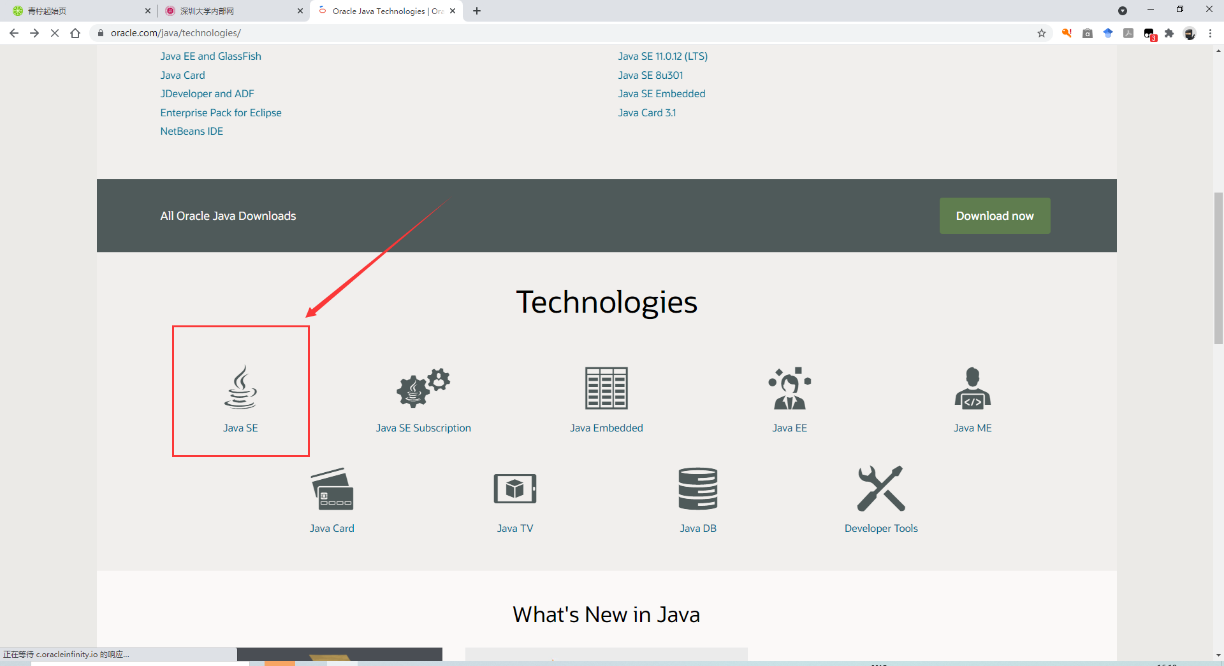 青柠起始页
深圳大学内部网
Oracle Java Technologies | Ora
oracle.com/java/technologies/
3
Java EE and GlassFish
Java SE 11.0.12 (LTS)
Java Card
Java SE 8u301
JDeveloper and ADF
Java SE Embedded
Enterprise Pack for Eclipse
Java Card 3.1
NetBeans IDE
All Oracle Java Downloads
Download now
Technologies
Java SE
Java SE Subscription
Java Embedded
Java EE
Java ME
Java Card
Java TV
Java DB
Developer Tools
What's New in Java
正在等待 c.oracleinfinity.io 的响应...